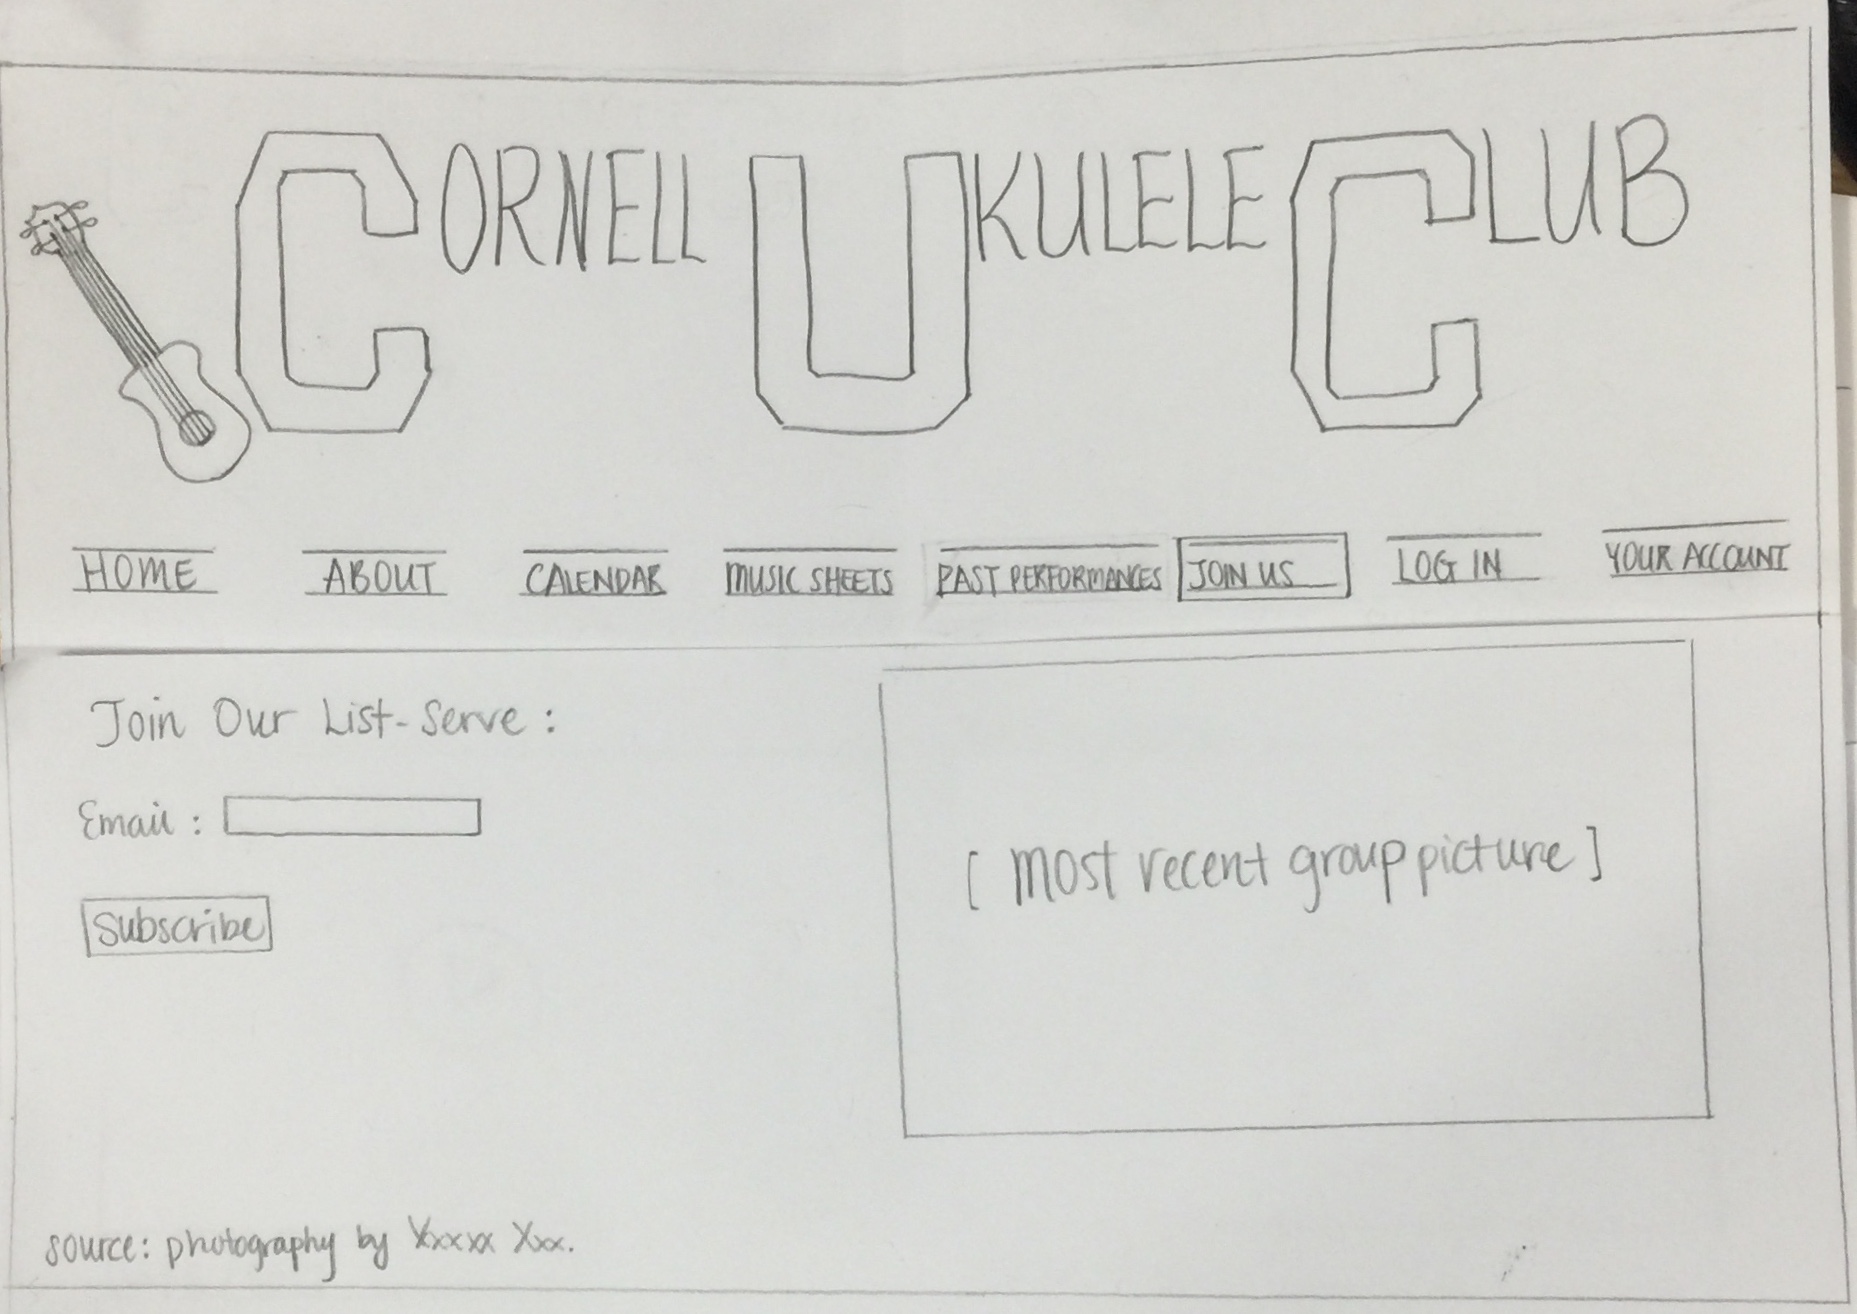 CORNELL UKULELE CLUB
HOME ABOUT CALENDAR MUSIC SHEETS PAST PERFORMANCES JOIN US LOG IN YOUR ACCOUNT
Join Our List-Serve :
Email :
Subscribe
[ most recent group picture ]
source: photography by Xxxxx Xxx.